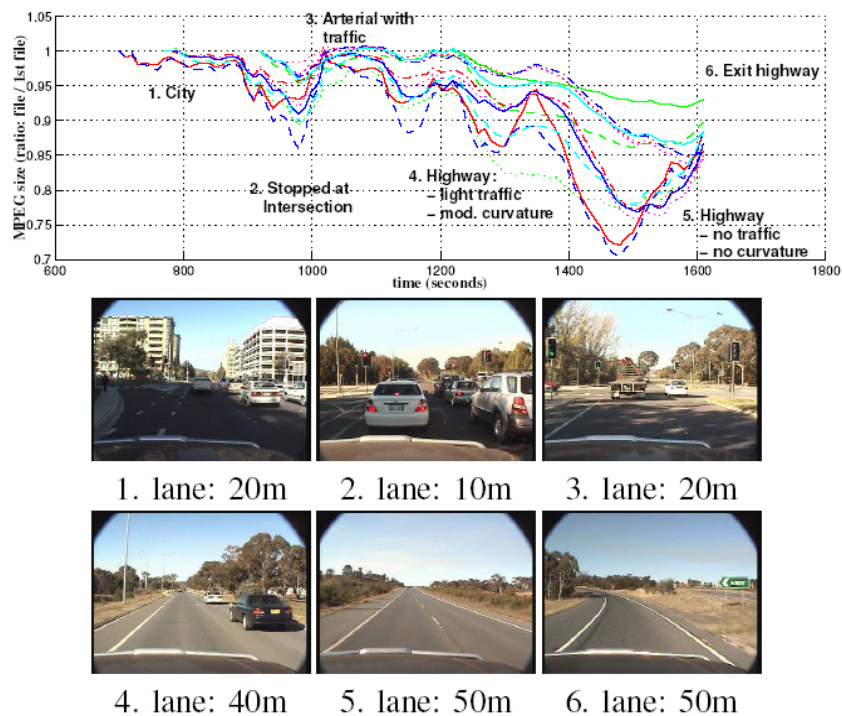 1.05
1
0.95
0.9
0.85
0.8
0.75
0.7
MPEG size (ratio: file / 1st file)
3. Arterial with
traffic
1. City
6. Exit highway
2. Stopped at
Intersection
4. Highway:
– light traffic
– mod. curvature
5. Highway
– no traffic
– no curvature
600 800 1000 1200 1400 1600 1800
time (seconds)
1. lane: 20m 2. lane: 10m 3. lane: 20m
EXIT
4. lane: 40m 5. lane: 50m 6. lane: 50m